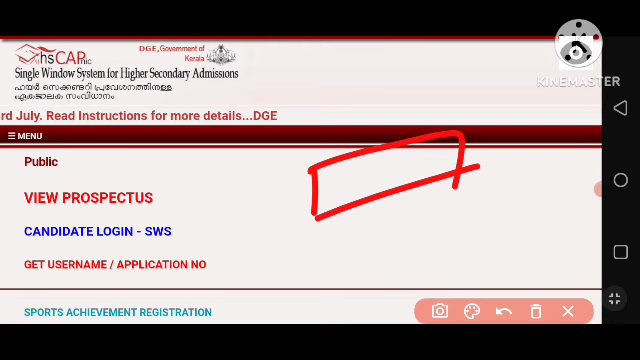 hsCAP nic
DGE, Government of
Kerala
Single Window System for Higher Secondary Admissions
ഹയർ സെക്കണ്ടറി പ്രവേശനത്തിനുള്ള
ഏകജാലക സംവിധാനം
3rd July. Read Instructions for more details...DGE
☰ MENU
Public
VIEW PROSPECTUS
CANDIDATE LOGIN - SWS
GET USERNAME / APPLICATION NO
SPORTS ACHIEVEMENT REGISTRATION
KINEMASTER